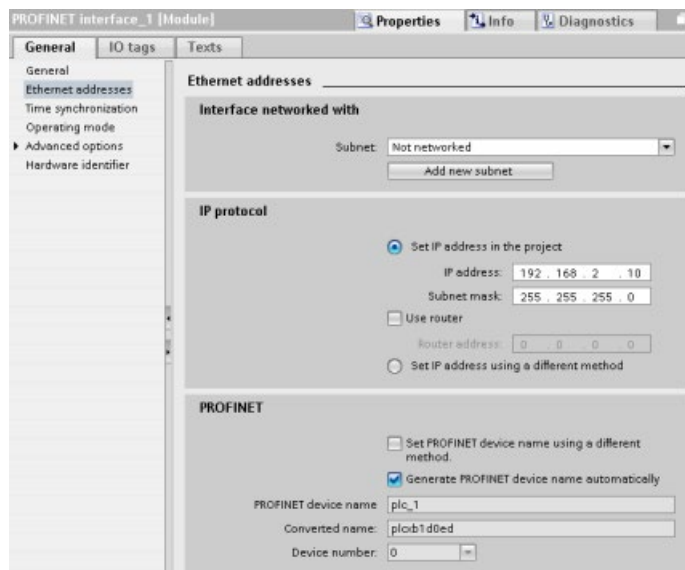 PROFINET interface_1 [Module]
Properties
Info
Diagnostics
General
IO tags
Texts
General
Ethernet addresses
Time synchronization
Operating mode
Advanced options
Hardware identifier
Ethernet addresses
Interface networked with
Subnet: Not networked
Add new subnet
IP protocol
Set IP address in the project
IP address: 192 . 168 . 2 . 10
Subnet mask: 255 . 255 . 255 . 0
Use router
Router address: 0 . 0 . 0 . 0
Set IP address using a different method
PROFINET
Set PROFINET device name using a different
method.
Generate PROFINET device name automatically
PROFINET device name plc_1
Converted name: plcxb1d0ed
Device number: 0